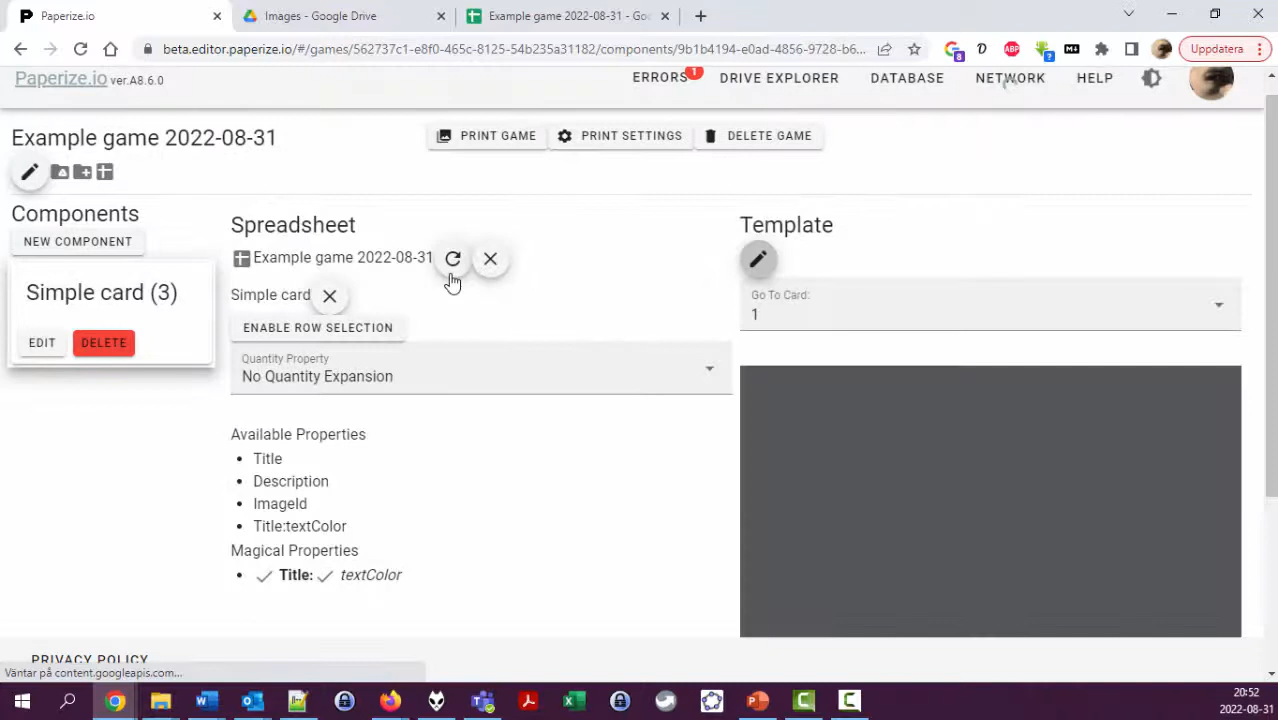 Paperize.io
Images - Google Drive
Example game 2022-08-31 - Goo
beta.editor.paperize.io/#/games/562737c1-e8f0-465c-8125-54b235a31182/components/9b1b4194-e0ad-4856-9728-b6...
8
ABP
?
Uppdatera
Paperize.io ver.A8.6.0
ERRORS 1
DRIVE EXPLORER
DATABASE
NETWORK
HELP
Example game 2022-08-31
PRINT GAME
PRINT SETTINGS
DELETE GAME
Components
NEW COMPONENT
Simple card (3)
EDIT
DELETE
Spreadsheet
Example game 2022-08-31
Simple card
ENABLE ROW SELECTION
Quantity Property
No Quantity Expansion
Available Properties
Title
Description
ImageId
Title:textColor
Magical Properties
Title: textColor
Template
Go To Card:
1
PRIVACY POLICY
Väntar på content.googleapis.com...
20:52
2022-08-31